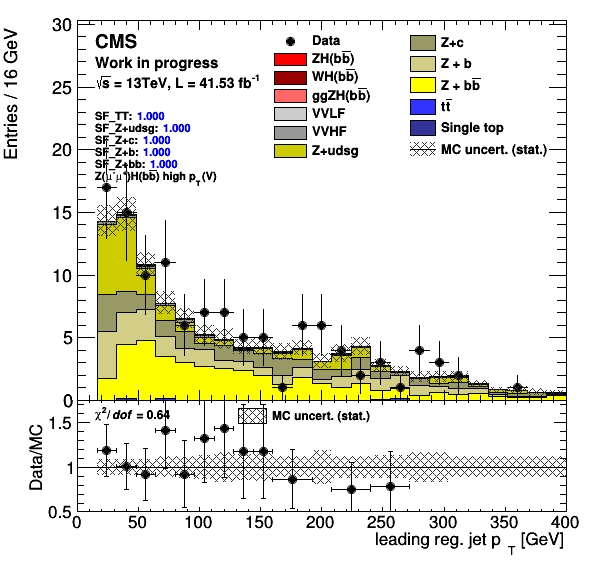 CMS
Work in progress
√s = 13TeV, L = 41.53 fb⁻¹
SF_TT: 1.000
SF_Z+udsg: 1.000
SF_Z+c: 1.000
SF_Z+b: 1.000
SF_Z+bb: 1.000
Z(μ⁻μ⁺)H(bb̅) high p_T(V)
Data
ZH(bb̅)
WH(bb̅)
ggZH(bb̅)
VVLF
VVHF
Z+udsg
Z+c
Z + b
Z + bb̅
tt̅
Single top
MC uncert. (stat.)
Entries / 16 GeV
30
25
20
15
10
5
0
χ²/ dof = 0.64
MC uncert. (stat.)
Data/MC
1.5
1
0.5
0 50 100 150 200 250 300 350 400
leading reg. jet p_T [GeV]